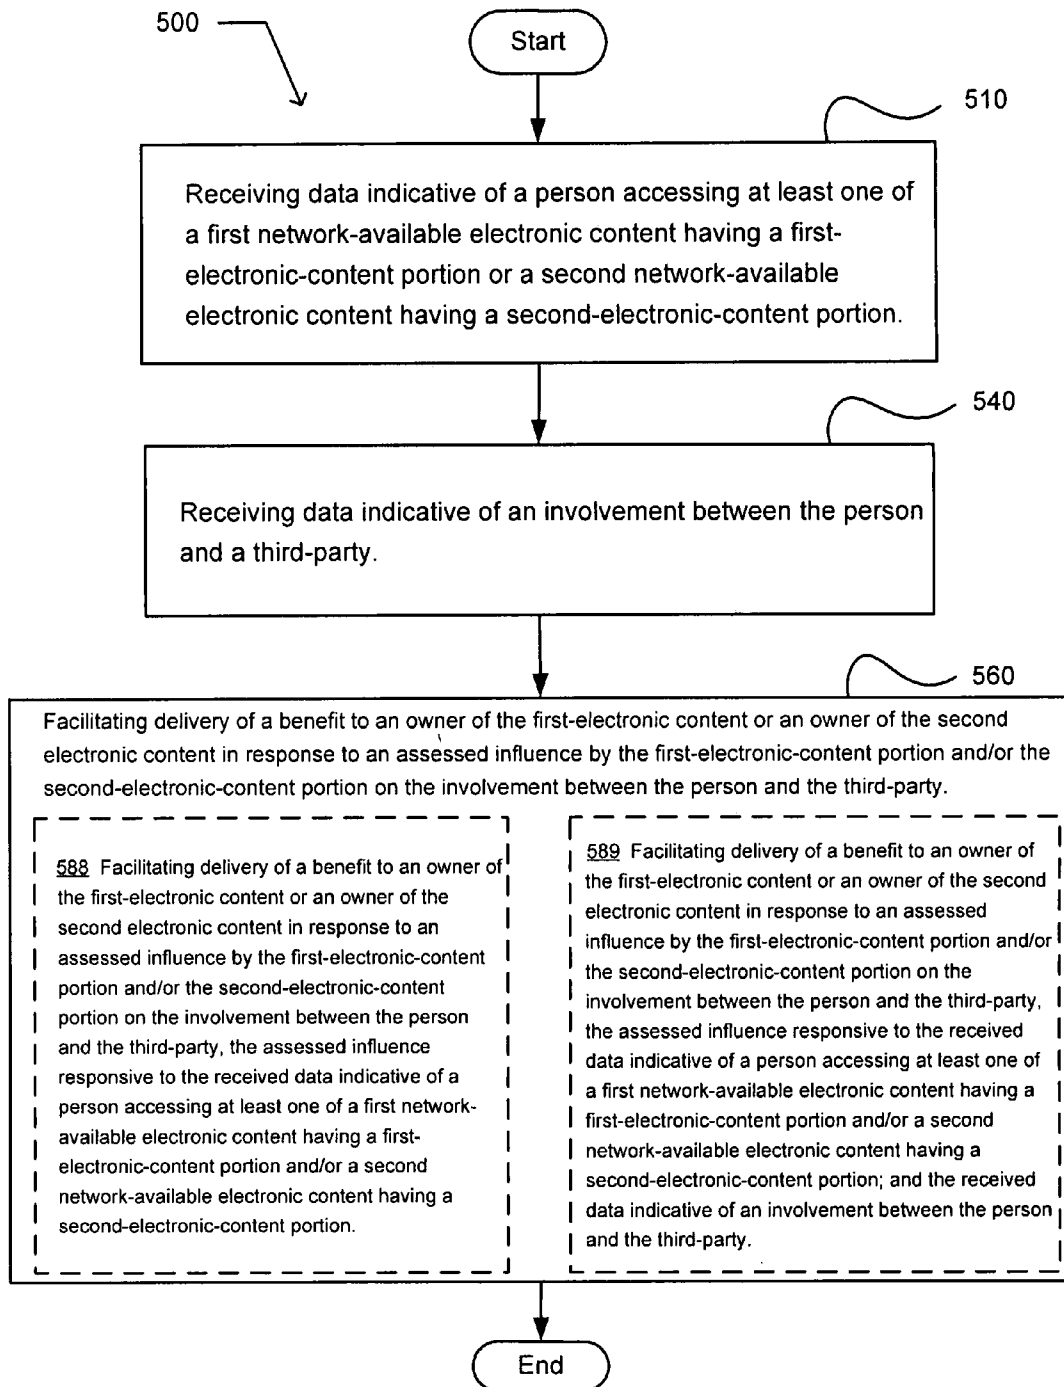 500
Start
510
Receiving data indicative of a person accessing at least one of
a first network-available electronic content having a first-
electronic-content portion or a second network-available
electronic content having a second-electronic-content portion.
540
Receiving data indicative of an involvement between the person
and a third-party.
560
Facilitating delivery of a benefit to an owner of the first-electronic content or an owner of the second
electronic content in response to an assessed influence by the first-electronic-content portion and/or the
second-electronic-content portion on the involvement between the person and the third-party.
588 Facilitating delivery of a benefit to an owner of
the first-electronic content or an owner of the
second electronic content in response to an
assessed influence by the first-electronic-content
portion and/or the second-electronic-content
portion on the involvement between the person
and the third-party, the assessed influence
responsive to the received data indicative of a
person accessing at least one of a first network-
available electronic content having a first-
electronic-content portion and/or a second
network-available electronic content having a
second-electronic-content portion.
589 Facilitating delivery of a benefit to an owner of
the first-electronic content or an owner of the second
electronic content in response to an assessed
influence by the first-electronic-content portion and/or
the second-electronic-content portion on the
involvement between the person and the third-party,
the assessed influence responsive to the received
data indicative of a person accessing at least one of
a first network-available electronic content having a
first-electronic-content portion and/or a second
network-available electronic content having a
second-electronic-content portion; and the received
data indicative of an involvement between the person
and the third-party.
End